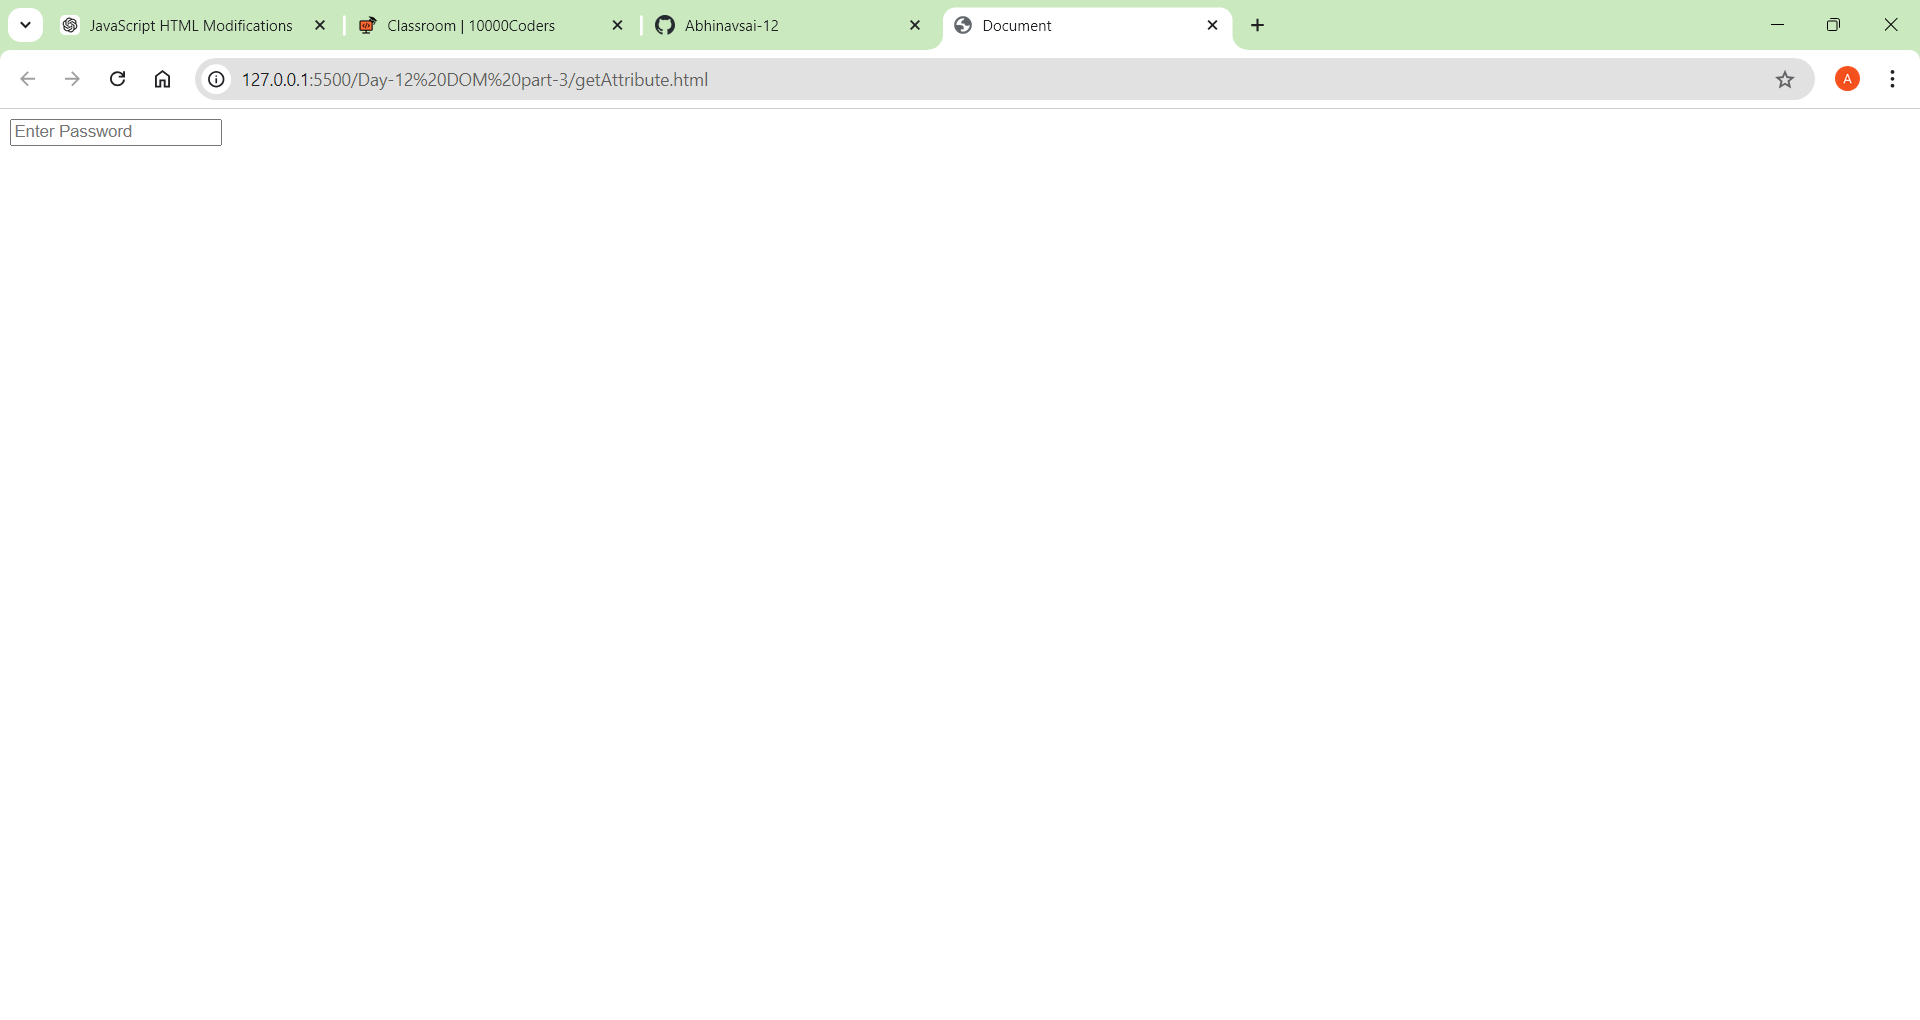 JavaScript HTML Modifications
Classroom | 10000Coders
Abhinavsai-12
Document
127.0.0.1:5500/Day-12%20DOM%20part-3/getAttribute.html
A
Enter Password